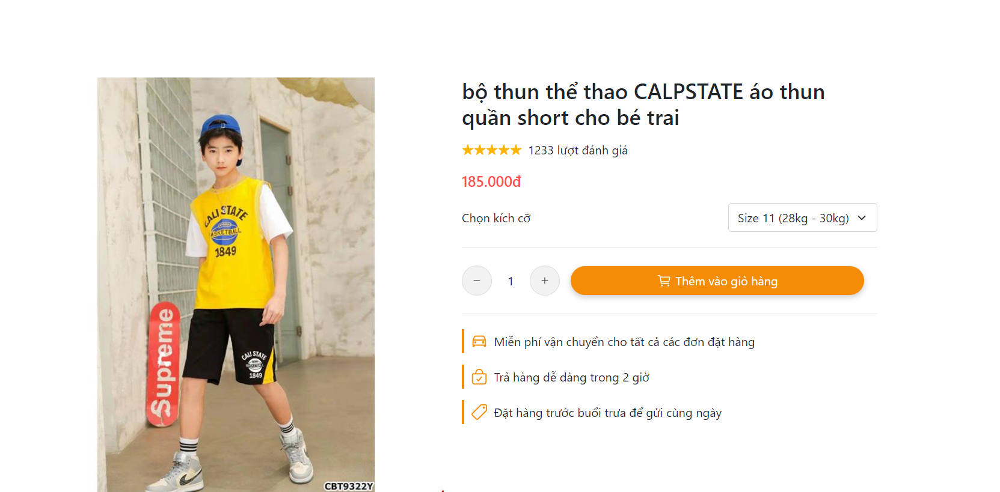 bộ thun thể thao CALPSTATE áo thun
quần short cho bé trai
1233 lượt đánh giá
185.000đ
Chọn kích cỡ
Size 11 (28kg - 30kg)
1
Thêm vào giỏ hàng
Miễn phí vận chuyển cho tất cả các đơn đặt hàng
Trả hàng dễ dàng trong 2 giờ
Đặt hàng trước buổi trưa để gửi cùng ngày
CALI STATE
BASKETBALL
1849
Supreme
CALI STATE
BASKETBALL
1849
CBT9322Y